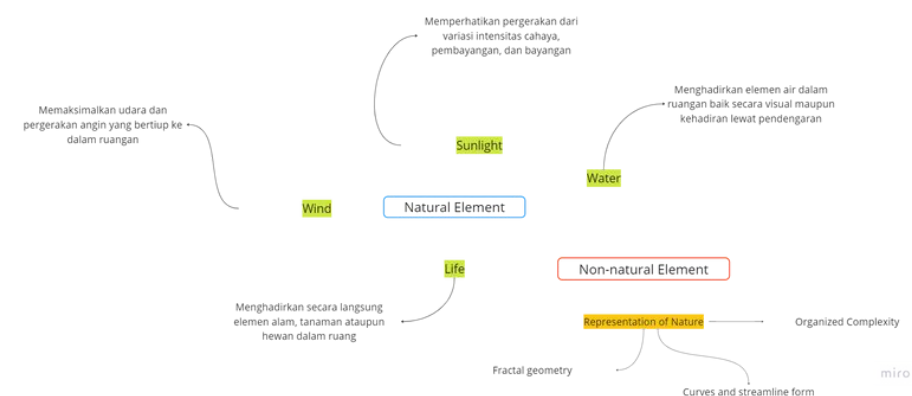 Memperhatikan pergerakan dari
variasi intensitas cahaya,
pembayangan, dan bayangan
Menghadirkan elemen air dalam
ruangan baik secara visual maupun
kehadiran lewat pendengaran
Memaksimalkan udara dan
pergerakan angin yang bertiup ke
dalam ruangan
Sunlight
Water
Wind
Natural Element
Life
Non-natural Element
Menghadirkan secara langsung
elemen alam, tanaman ataupun
hewan dalam ruang
Representation of Nature
Organized Complexity
Fractal geometry
Curves and streamline form
miro